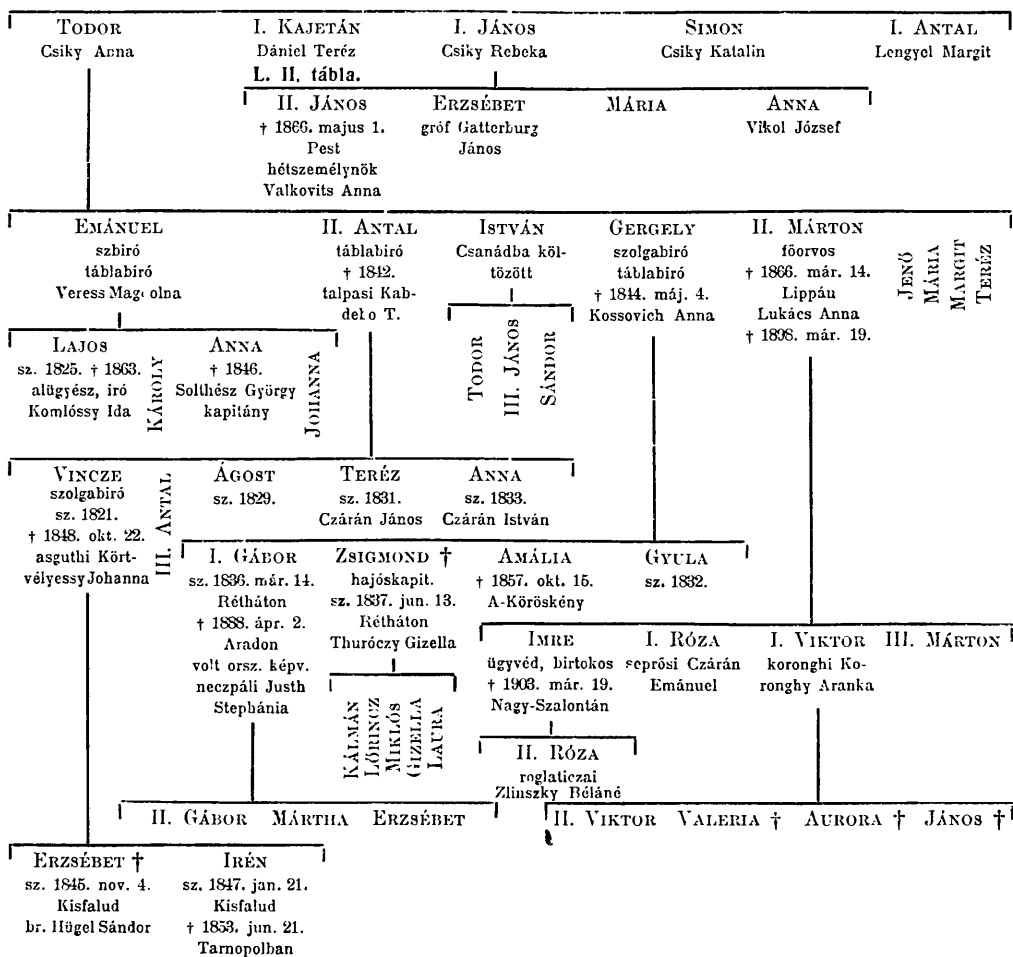 TODOR
Csiky Anna
I. KAJETÁN
Dániel Teréz
L. II. tábla.
I. JÁNOS
Csiky Rebeka
SIMON
Csiky Katalin
I. ANTAL
Lengyel Margit
II. JÁNOS
† 1866. majus 1.
Pest
hétszemélynök
Valkovits Anna
ERZSÉBET
gróf Gatterburg
János
MÁRIA
ANNA
Vikol József
EMÁNUEL
szbiró
táblabiró
Veress Magdolna
II. ANTAL
táblabiró
† 1842.
talpasi Kab-
debo T.
ISTVÁN
Csanádba köl-
tözött
GERGELY
szolgabiró
táblabiró
† 1844. máj. 4.
Kossovich Anna
II. MÁRTON
főorvos
† 1866. már. 14.
Lippán
Lukács Anna
† 1898. már. 19.
JENŐ
MÁRIA
MARGIT
TERÉZ
LAJOS
sz. 1825. † 1863.
alügyész, iró
Komlóssy Ida
KÁROLY
ANNA
† 1846.
Solthész György
kapitány
JOHANNA
TODOR
III. JÁNOS
SÁNDOR
VINCZE
szolgabiró
sz. 1821.
† 1848. okt. 22.
asguthi Kört-
vélyessy Johanna
III. ANTAL
ÁGOST
sz. 1829.
TERÉZ
sz. 1831.
Czárán János
ANNA
sz. 1833.
Czárán István
I. GÁBOR
sz. 1836. már. 14.
Rétháton
† 1888. ápr. 2.
Aradon
volt orsz. képv.
neczpáli Justh
Stephánia
ZSIGMOND †
hajóskapit.
sz. 1837. jun. 13.
Rétháton
Thuróczy Gizella
AMÁLIA
† 1857. okt. 15.
A-Köröskény
GYULA
sz. 1832.
IMRE
ügyvéd, birtokos
† 1903. már. 19.
Nagy-Szalontán
I. RÓZA
seprősi Czárán
Emánuel
I. VIKTOR
koronghi Ko-
ronghy Aranka
III. MÁRTON
KÁLMÁN
LŐRINCZ
MIKLÓS
GIZELLA
LAURA
II. RÓZA
roglaticzai
Zlinszky Béláné
II. GÁBOR MÁRTHA ERZSÉBET
II. VIKTOR VALERIA † AURORA † JÁNOS †
ERZSÉBET †
sz. 1845. nov. 4.
Kisfalud
br. Hügel Sándor
IRÉN
sz. 1847. jan. 21.
Kisfalud
† 1853. jun. 21.
Tarnopolban